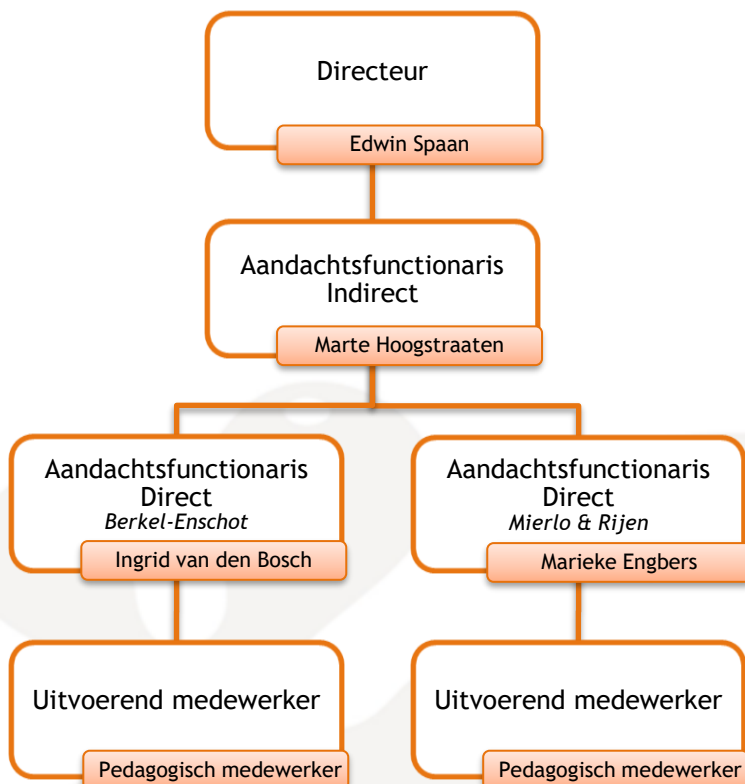 Directeur
Edwin Spaan
Aandachtsfunctionaris
Indirect
Marte Hoogstraaten
Aandachtsfunctionaris
Direct
Berkel-Enschot
Ingrid van den Bosch
Aandachtsfunctionaris
Direct
Mierlo & Rijen
Marieke Engbers
Uitvoerend medewerker
Pedagogisch medewerker
Uitvoerend medewerker
Pedagogisch medewerker